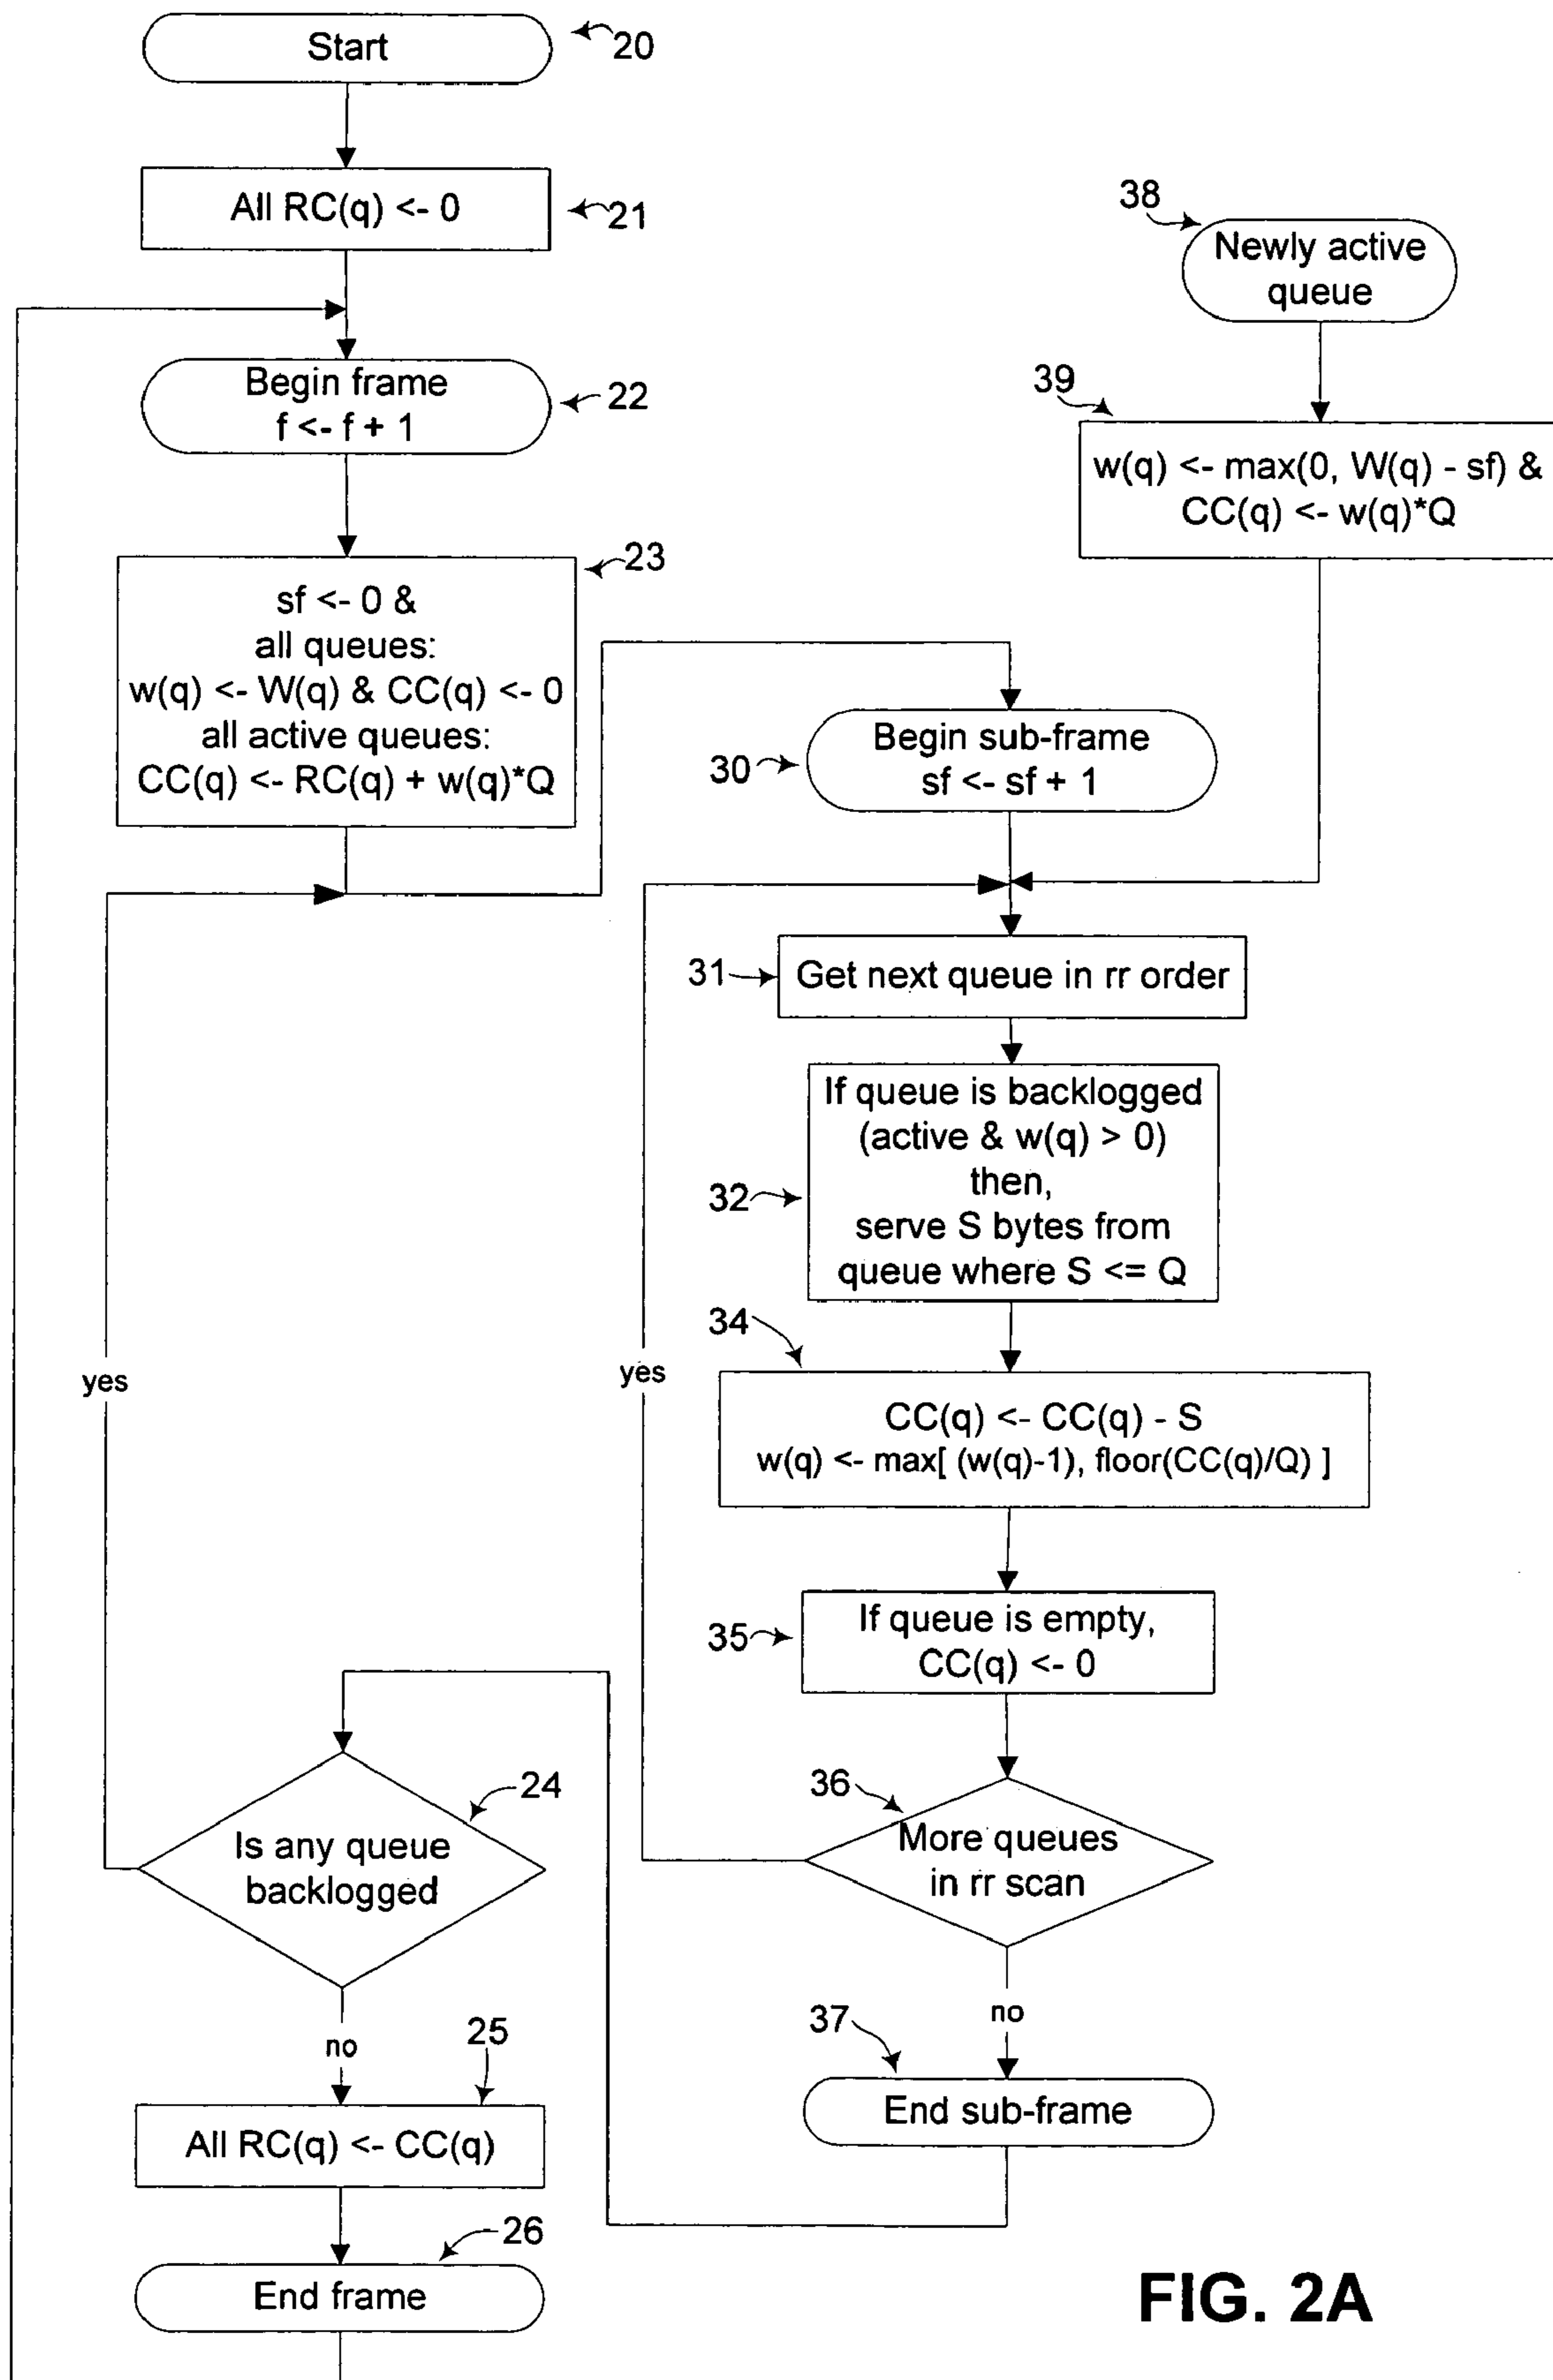 Start
20
All RC(q) <- 0
21
Begin frame
f <- f + 1
22
sf <- 0 &
all queues:
w(q) <- W(q) & CC(q) <- 0
all active queues:
CC(q) <- RC(q) + w(q)*Q
23
38
Newly active
queue
39
w(q) <- max(0, W(q) - sf) &
CC(q) <- w(q)*Q
30
Begin sub-frame
sf <- sf + 1
31
Get next queue in rr order
32
If queue is backlogged
(active & w(q) > 0)
then,
serve S bytes from
queue where S <= Q
34
CC(q) <- CC(q) - S
w(q) <- max[ (w(q)-1), floor(CC(q)/Q) ]
35
If queue is empty,
CC(q) <- 0
36
More queues
in rr scan
yes
no
37
End sub-frame
24
Is any queue
backlogged
yes
no
25
All RC(q) <- CC(q)
26
End frame
FIG. 2A